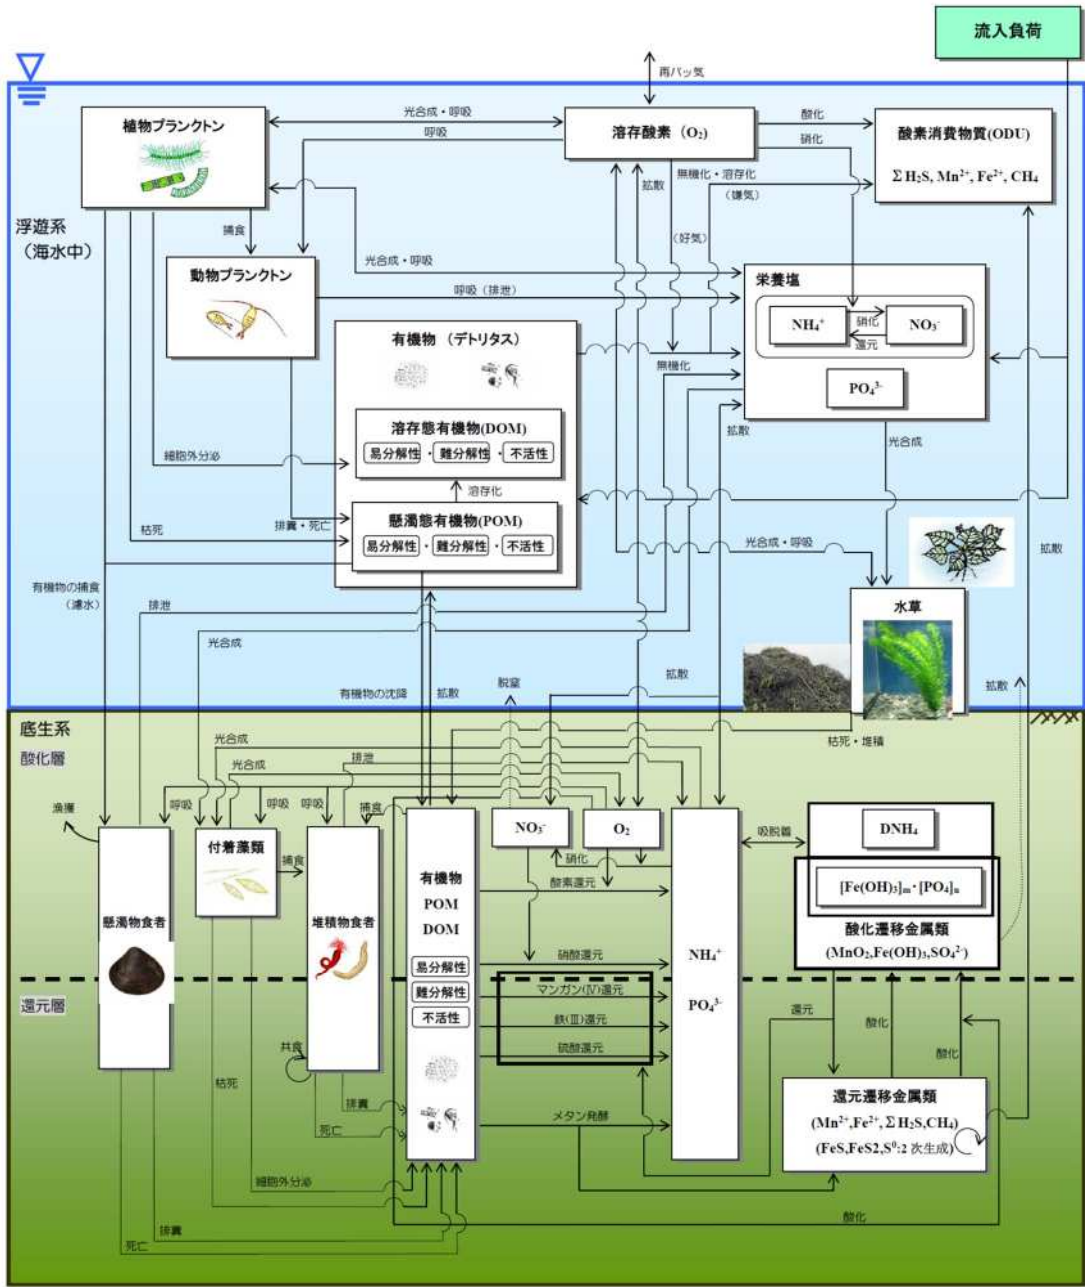 流入負荷
再バッ気
植物プランクトン
光合成・呼吸
呼吸
溶存酸素（O₂）
酸化
硝化
酸素消費物質(ODU)
ΣH₂S, Mn²⁺, Fe²⁺, CH₄
無機化・溶存化
（嫌気）
拡散
浮遊系
（海水中）
捕食
（好気）
光合成・呼吸
動物プランクトン
呼吸（排泄）
栄養塩
NH₄⁺
硝化
還元
NO₃⁻
PO₄³⁻
有機物（デトリタス）
無機化
拡散
光合成
溶存態有機物(DOM)
易分解性・難分解性・不活性
細胞外分泌
溶存化
懸濁態有機物(POM)
易分解性・難分解性・不活性
枯死
排糞・死亡
光合成・呼吸
拡散
有機物の捕食
（濾水）
排泄
水草
光合成
拡散
拡散
脱窒
有機物の沈降
拡散
底生系
酸化層
枯死・堆積
光合成
排泄
光合成
漁獲
呼吸
呼吸
呼吸
捕食
NO₃⁻
O₂
吸脱着
DNH₄
付着藻類
捕食
硝化
懸濁物食者
堆積物食者
有機物
POM
DOM
酸素還元
[Fe(OH)₃]m・[PO₄]n
酸化遷移金属類
(MnO₂,Fe(OH)₃,SO₄²⁻)
NH₄⁺
PO₄³⁻
易分解性
難分解性
不活性
硝酸還元
マンガン(Ⅳ)還元
鉄(Ⅲ)還元
硫酸還元
還元層
還元
酸化
酸化
共食
枯死
排糞
死亡
メタン発酵
還元遷移金属類
(Mn²⁺,Fe²⁺,ΣH₂S,CH₄)
(FeS,FeS2,S⁰:2次生成)
細胞外分泌
排糞
死亡
酸化